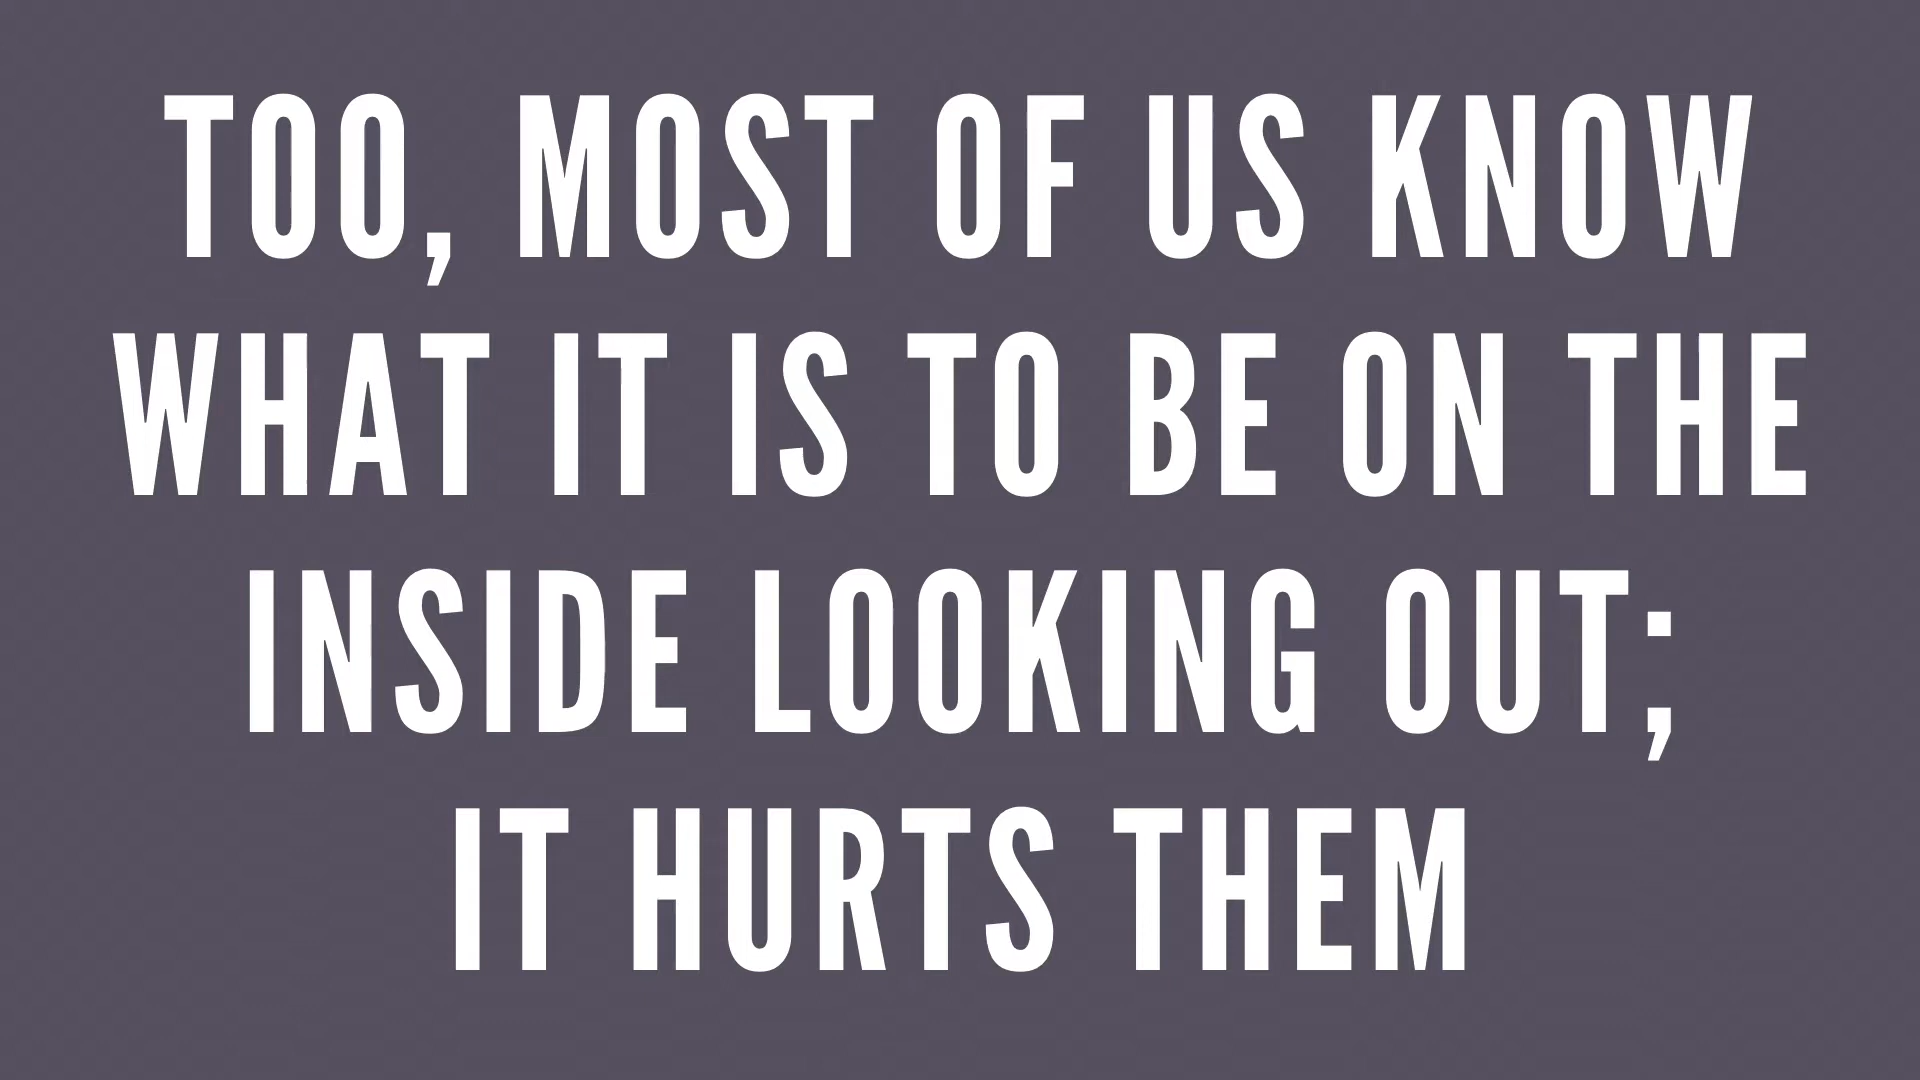 TOO, MOST OF US KNOW
WHAT IT IS TO BE ON THE
INSIDE LOOKING OUT;
IT HURTS THEM